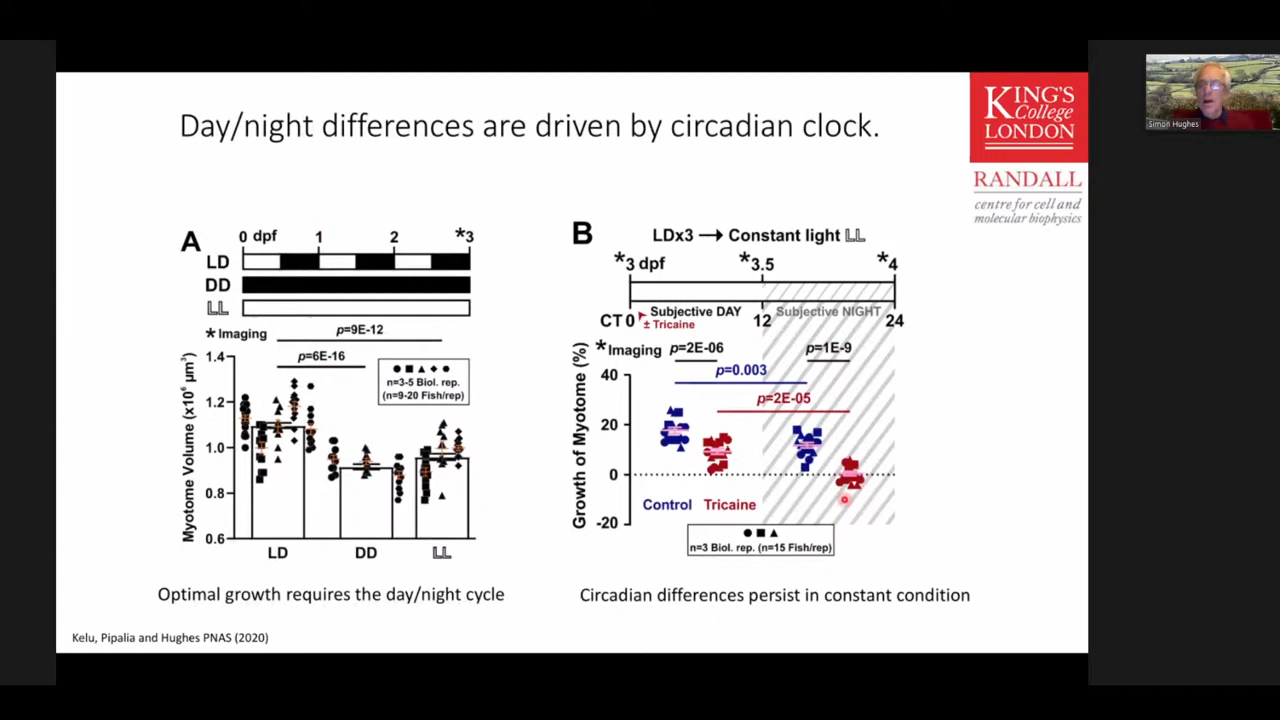 Day/night differences are driven by circadian clock.
KING'S
College
LONDON
RANDALL
centre for cell and
molecular biophysics
Simon Hughes
A
0 dpf 1 2 *3
LD
DD
LL
*Imaging
p=9E-12
p=6E-16
n=3-5 Biol. rep.
(n=9-20 Fish/rep)
Myotome Volume (x10⁶ µm³)
1.4
1.2
1.0
0.8
0.6
LD DD LL
Optimal growth requires the day/night cycle
B
LDx3 → Constant light LL
*3 dpf *3.5 *4
Subjective DAY Subjective NIGHT
CT 0 ± Tricaine 12 24
*Imaging p=2E-06 p=1E-9
p=0.003
p=2E-05
Growth of Myotome (%)
40
20
0
-20
Control Tricaine
n=3 Biol. rep. (n=15 Fish/rep)
Circadian differences persist in constant condition
Kelu, Pipalia and Hughes PNAS (2020)